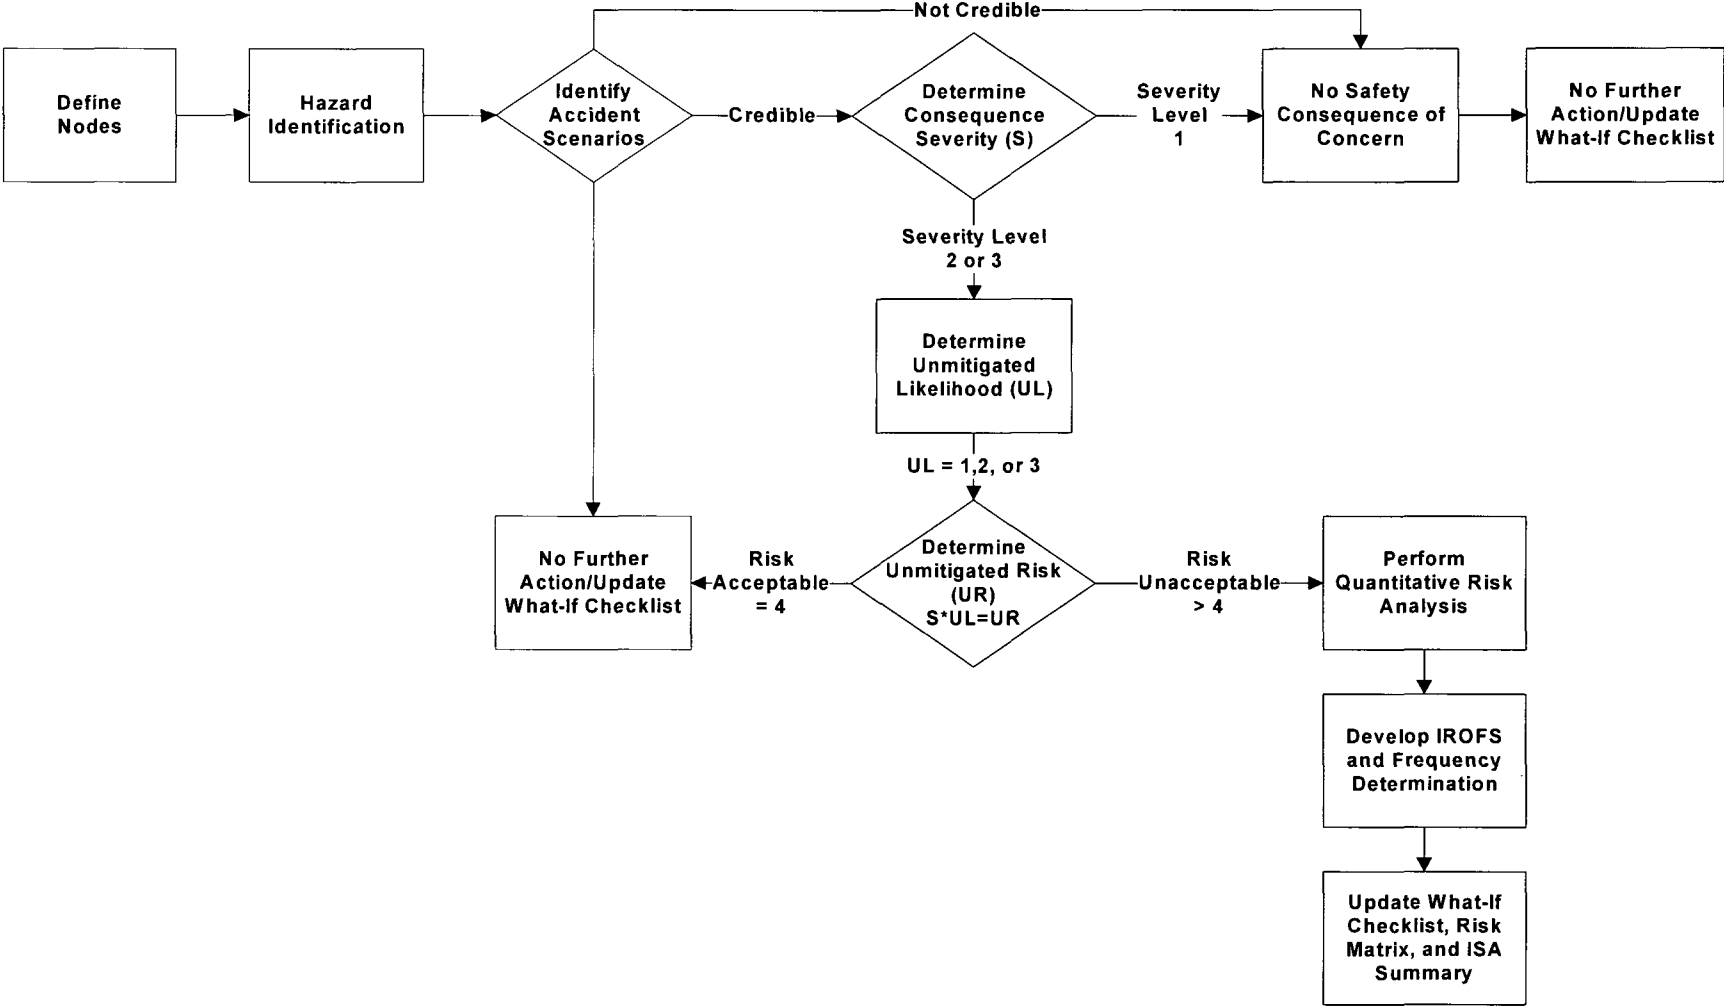 Not Credible
Define
Nodes
Hazard
Identification
Identify
Accident
Scenarios
Credible
Determine
Consequence
Severity (S)
Severity
Level
1
No Safety
Consequence of
Concern
No Further
Action/Update
What-If Checklist
Severity Level
2 or 3
Determine
Unmitigated
Likelihood (UL)
UL = 1,2, or 3
No Further
Action/Update
What-If Checklist
Risk
Acceptable
= 4
Determine
Unmitigated Risk
(UR)
S*UL=UR
Risk
Unacceptable
> 4
Perform
Quantitative Risk
Analysis
Develop IROFS
and Frequency
Determination
Update What-If
Checklist, Risk
Matrix, and ISA
Summary